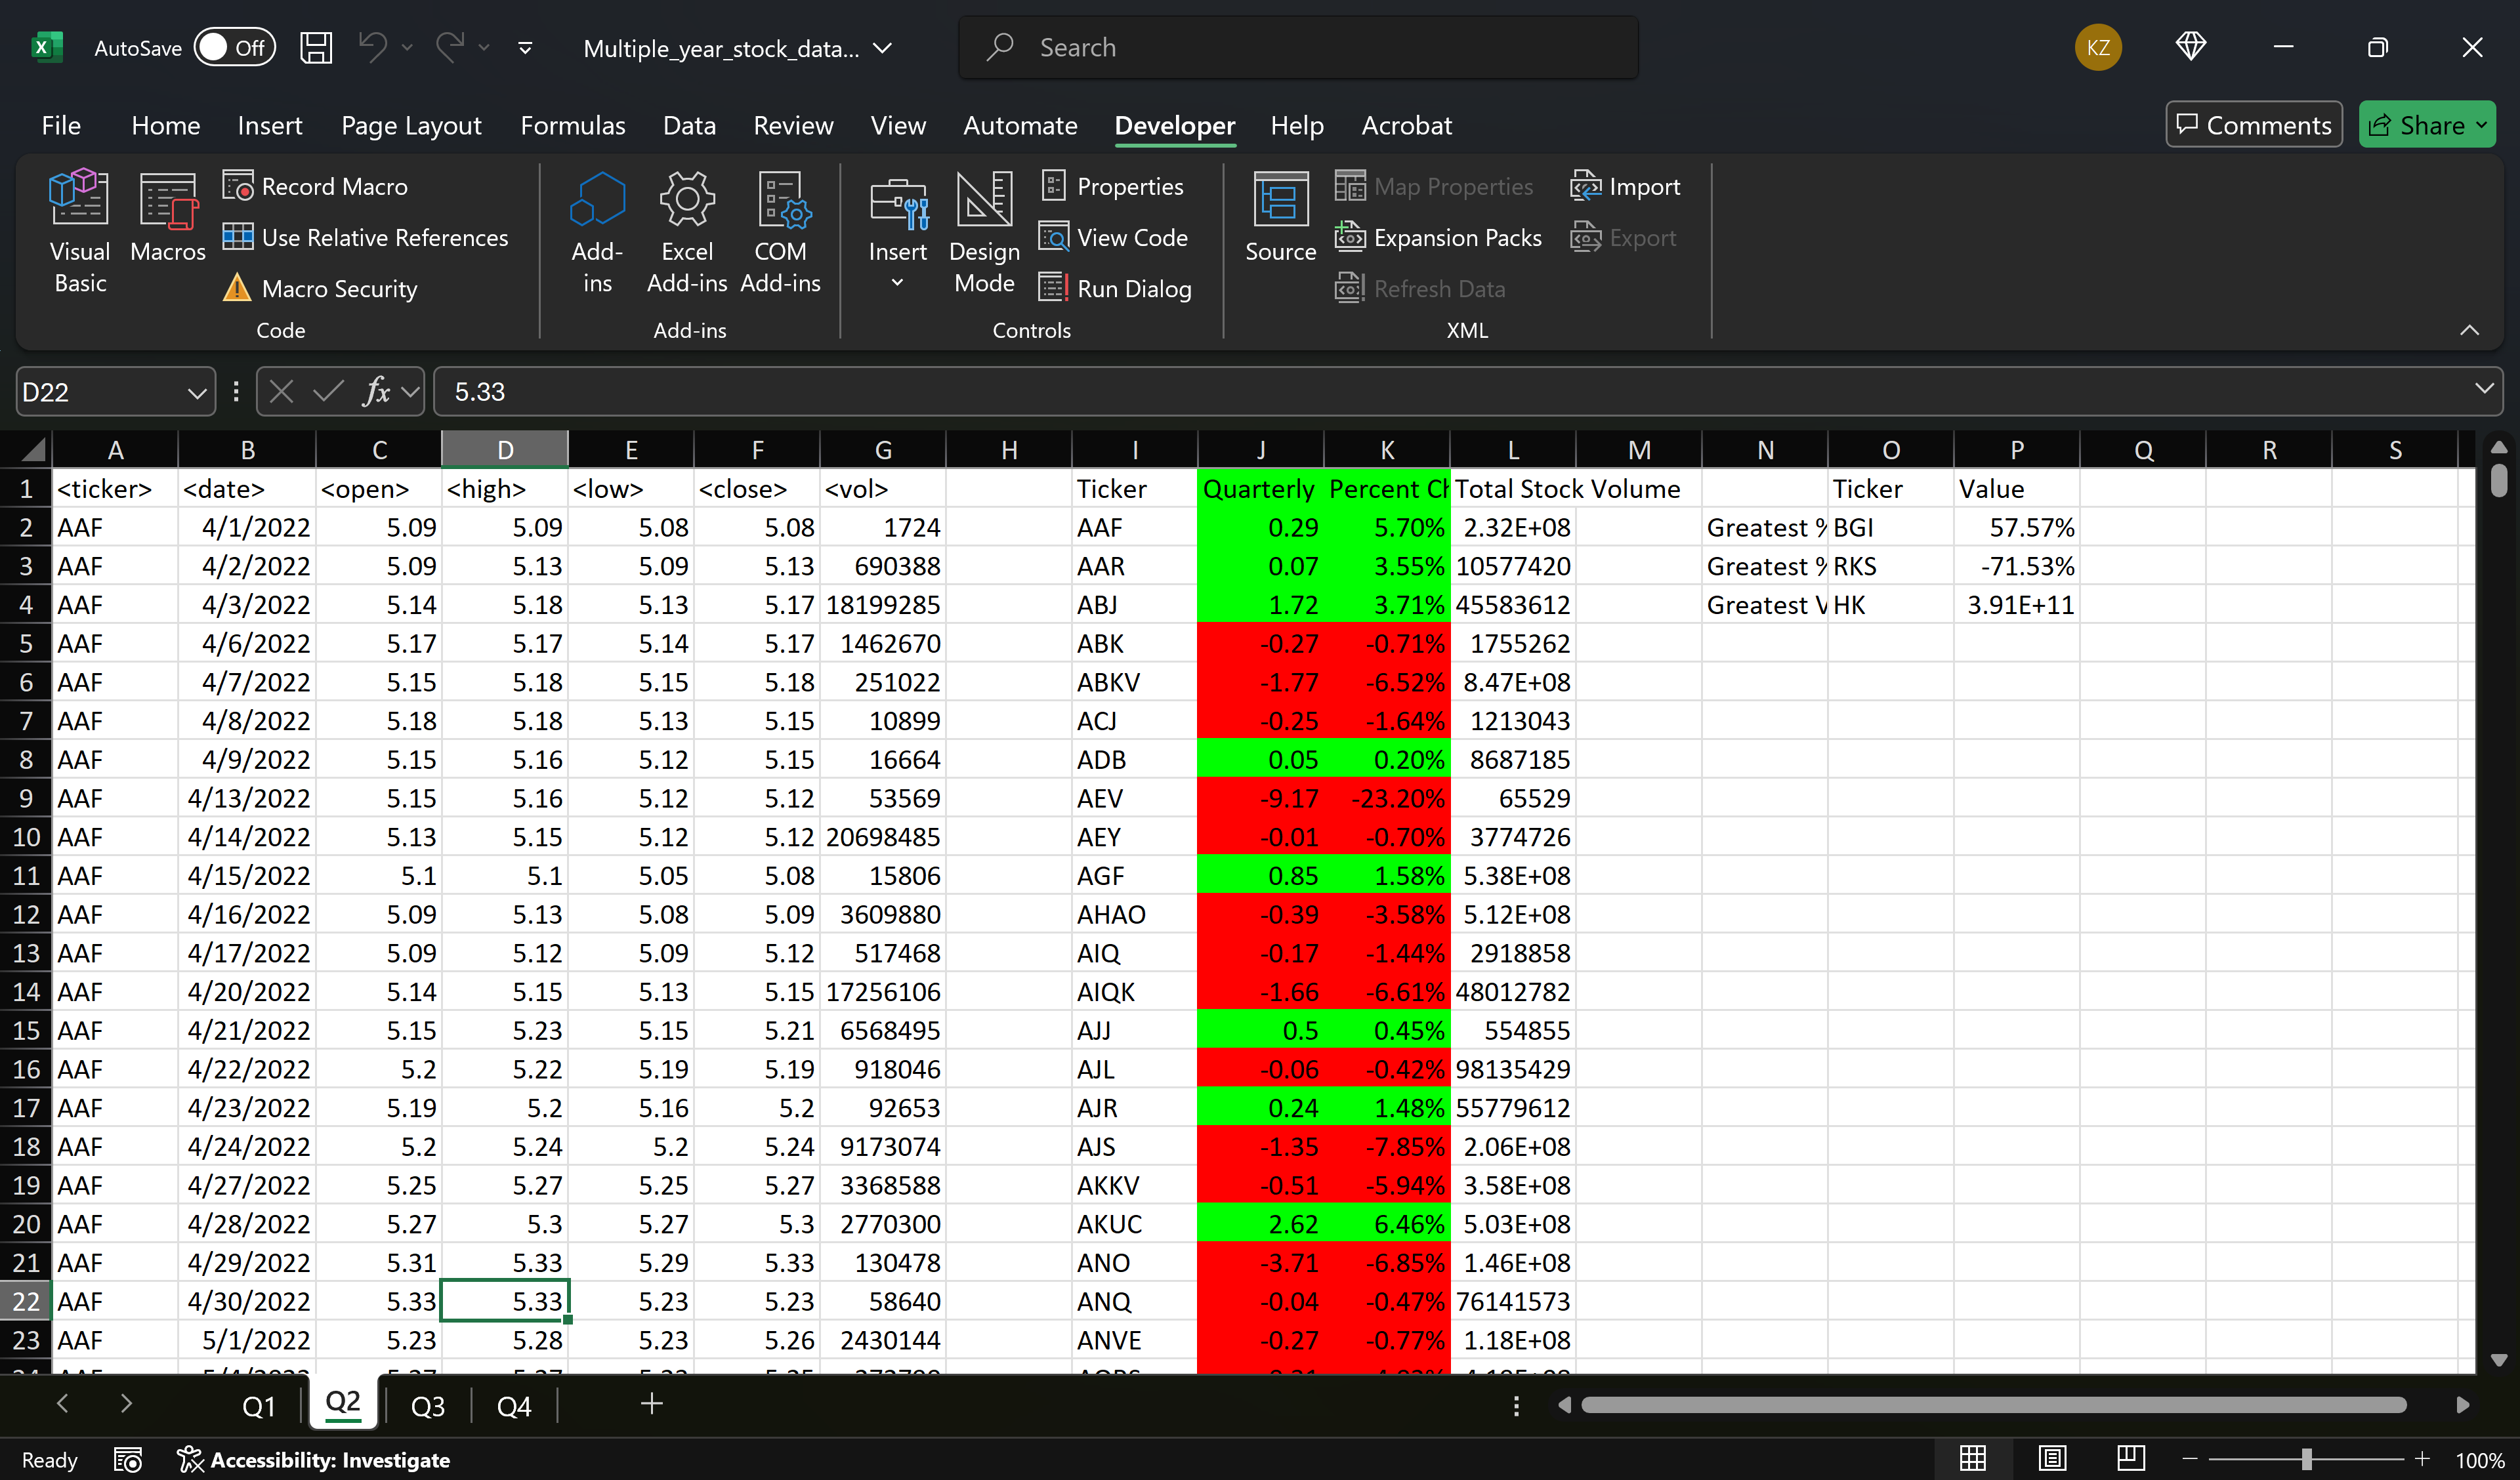 AutoSave Off Multiple_year_stock_data... Search KZ
File Home Insert Page Layout Formulas Data Review View Automate Developer Help Acrobat Comments Share
Visual Basic
Macros
Record Macro
Use Relative References
Macro Security
Code
Add-ins
Excel Add-ins
COM Add-ins
Add-ins
Insert
Design Mode
Properties
View Code
Run Dialog
Controls
Source
Map Properties
Expansion Packs
Refresh Data
Import
Export
XML
D22 fx 5.33
A B C D E F G H I J K L M N O P Q R S
1 <ticker> <date> <open> <high> <low> <close> <vol> Ticker Quarterly Percent Total Stock Volume Ticker Value
2 AAF 4/1/2022 5.09 5.09 5.08 5.08 1724 AAF 0.29 5.70% 2.32E+08 Greatest % BGI 57.57%
3 AAF 4/2/2022 5.09 5.13 5.09 5.13 690388 AAR 0.07 3.55% 10577420 Greatest % RKS -71.53%
4 AAF 4/3/2022 5.14 5.18 5.13 5.17 18199285 ABJ 1.72 3.71% 45583612 Greatest V HK 3.91E+11
5 AAF 4/6/2022 5.17 5.17 5.14 5.17 1462670 ABK -0.27 -0.71% 1755262
6 AAF 4/7/2022 5.15 5.18 5.15 5.18 251022 ABKV -1.77 -6.52% 8.47E+08
7 AAF 4/8/2022 5.18 5.18 5.13 5.15 10899 ACJ -0.25 -1.64% 1213043
8 AAF 4/9/2022 5.15 5.16 5.12 5.15 16664 ADB 0.05 0.20% 8687185
9 AAF 4/13/2022 5.15 5.16 5.12 5.12 53569 AEV -9.17 -23.20% 65529
10 AAF 4/14/2022 5.13 5.15 5.12 5.12 20698485 AEY -0.01 -0.70% 3774726
11 AAF 4/15/2022 5.1 5.1 5.05 5.08 15806 AGF 0.85 1.58% 5.38E+08
12 AAF 4/16/2022 5.09 5.13 5.08 5.09 3609880 AHAO -0.39 -3.58% 5.12E+08
13 AAF 4/17/2022 5.09 5.12 5.09 5.12 517468 AIQ -0.17 -1.44% 2918858
14 AAF 4/20/2022 5.14 5.15 5.13 5.15 17256106 AIQK -1.66 -6.61% 48012782
15 AAF 4/21/2022 5.15 5.23 5.15 5.21 6568495 AJJ 0.5 0.45% 554855
16 AAF 4/22/2022 5.2 5.22 5.19 5.19 918046 AJL -0.06 -0.42% 98135429
17 AAF 4/23/2022 5.19 5.2 5.16 5.2 92653 AJR 0.24 1.48% 55779612
18 AAF 4/24/2022 5.2 5.24 5.2 5.24 9173074 AJS -1.35 -7.85% 2.06E+08
19 AAF 4/27/2022 5.25 5.27 5.25 5.27 3368588 AKKV -0.51 -5.94% 3.58E+08
20 AAF 4/28/2022 5.27 5.3 5.27 5.3 2770300 AKUC 2.62 6.46% 5.03E+08
21 AAF 4/29/2022 5.31 5.33 5.29 5.33 130478 ANO -3.71 -6.85% 1.46E+08
22 AAF 4/30/2022 5.33 5.33 5.23 5.23 58640 ANQ -0.04 -0.47% 76141573
23 AAF 5/1/2022 5.23 5.28 5.23 5.26 2430144 ANVE -0.27 -0.77% 1.18E+08
Q1 Q2 Q3 Q4
Ready Accessibility: Investigate 100%